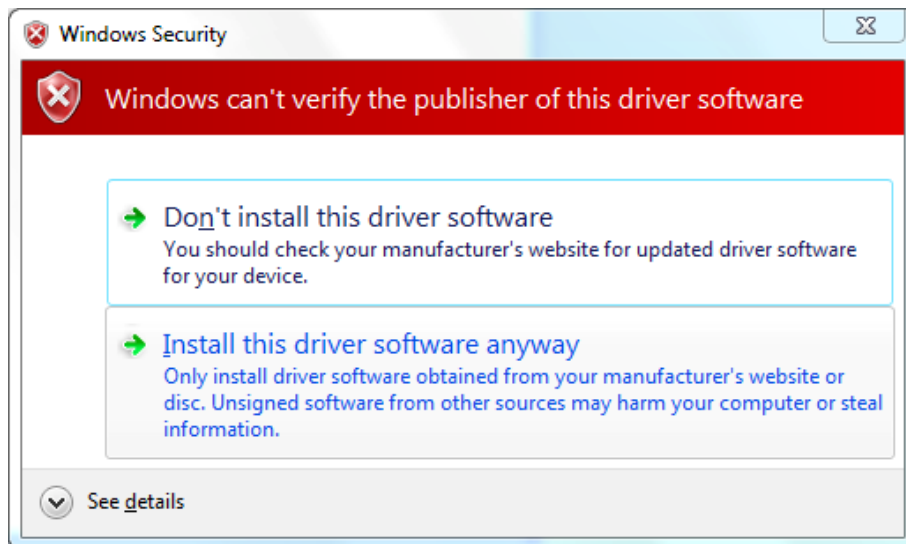 Windows Security
Windows can't verify the publisher of this driver software
Don't install this driver software
You should check your manufacturer's website for updated driver software
for your device.
Install this driver software anyway
Only install driver software obtained from your manufacturer's website or
disc. Unsigned software from other sources may harm your computer or steal
information.
See details